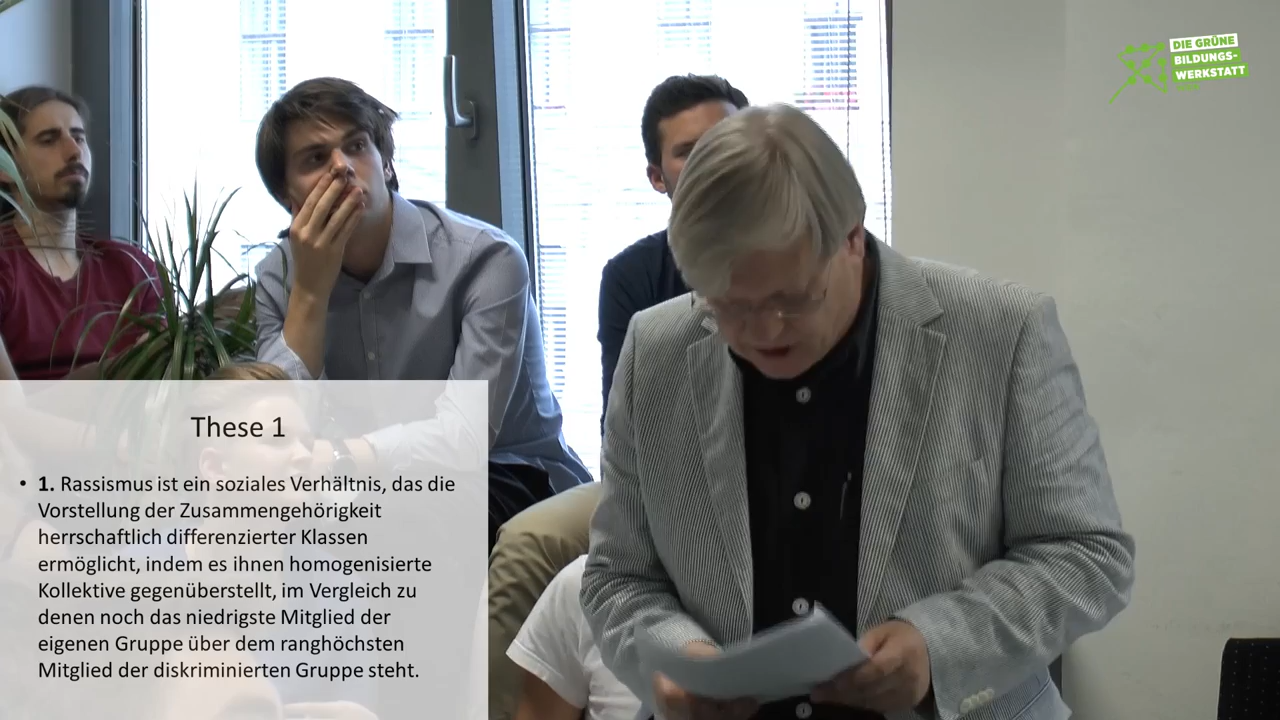 DIE GRÜNE
BILDUNGS-
WERKSTATT
These 1
• 1. Rassismus ist ein soziales Verhältnis, das die
Vorstellung der Zusammengehörigkeit
herrschaftlich differenzierter Klassen
ermöglicht, indem es ihnen homogenisierte
Kollektive gegenüberstellt, im Vergleich zu
denen noch das niedrigste Mitglied der
eigenen Gruppe über dem ranghöchsten
Mitglied der diskriminierten Gruppe steht.